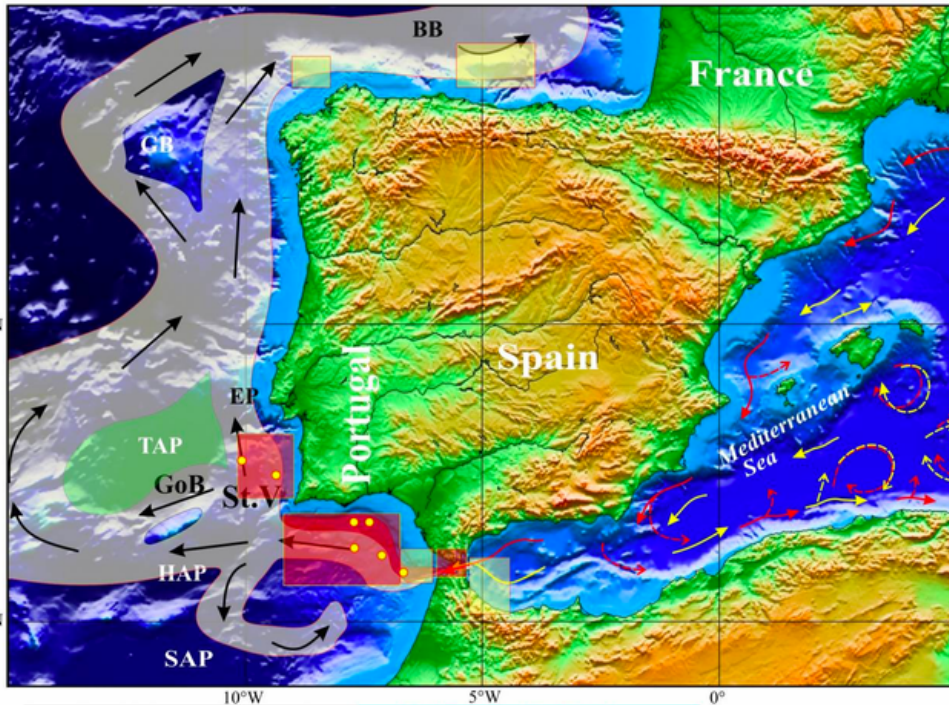 BB
France
GB
Portugal
Spain
EP
Mediterranean
Sea
TAP
GoB
St.V.
HAP
SAP
10°W
5°W
0°